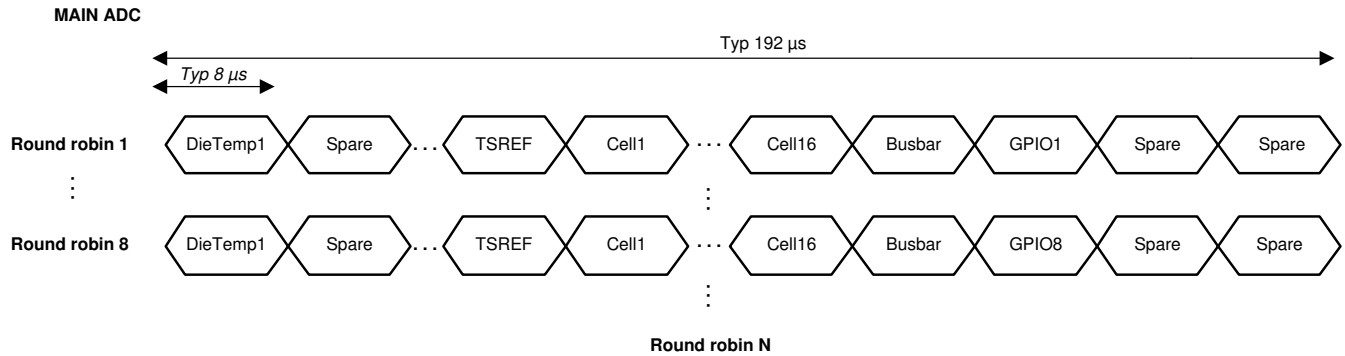 MAIN ADC
Typ 192 µs
Typ 8 µs
Round robin 1 DieTemp1 Spare ... TSREF Cell1 ... Cell16 Busbar GPIO1 Spare Spare
Round robin 8 DieTemp1 Spare ... TSREF Cell1 ... Cell16 Busbar GPIO8 Spare Spare
Round robin N